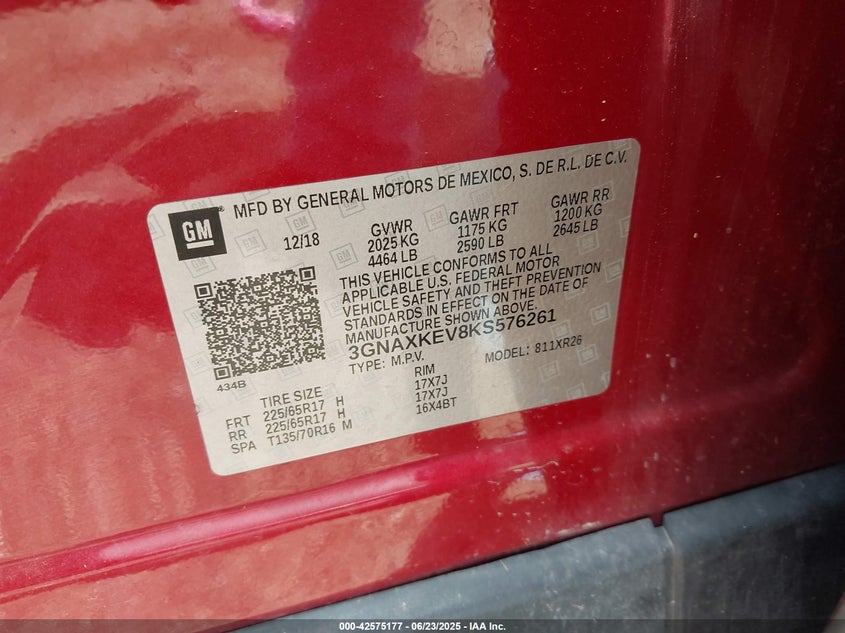 GM ® MFD BY GENERAL MOTORS DE MEXICO, S. DE R.L. DE C.V.
12/18 GVWR GAWR FRT GAWR RR
2025 KG 1175 KG 1200 KG
4464 LB 2590 LB 2645 LB
THIS VEHICLE CONFORMS TO ALL
APPLICABLE U.S. FEDERAL MOTOR
VEHICLE SAFETY AND THEFT PREVENTION
STANDARDS IN EFFECT ON THE DATE OF
MANUFACTURE SHOWN ABOVE.
3GNAXKEV8KS576261
TYPE: M.P.V. MODEL: 811XR26
434B
TIRE SIZE RIM
FRT 225/65R17 H 17X7J
RR 225/65R17 H 17X7J
SPA T135/70R16 M 16X4BT
000-42575177 - 06/23/2025 - IAA Inc.